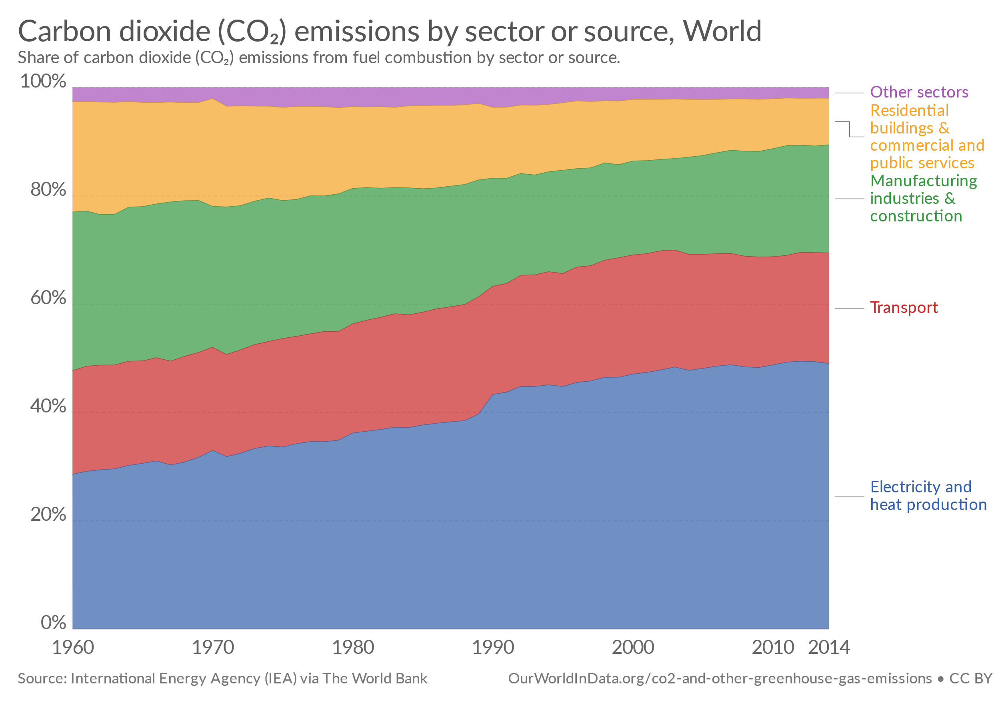 Carbon dioxide (CO₂) emissions by sector or source, World
Share of carbon dioxide (CO₂) emissions from fuel combustion by sector or source.
100%
80%
60%
40%
20%
0%
1960
1970
1980
1990
2000
2010
2014
Other sectors
Residential
buildings &
commercial and
public services
Manufacturing
industries &
construction
Transport
Electricity and
heat production
Source: International Energy Agency (IEA) via The World Bank
OurWorldInData.org/co2-and-other-greenhouse-gas-emissions • CC BY